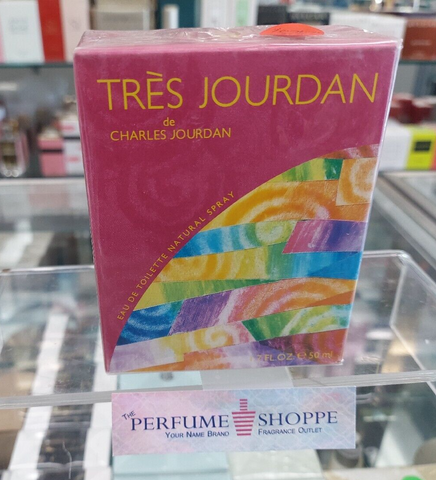 TRÈS JOURDAN
de
CHARLES JOURDAN
EAU DE TOILETTE NATURAL SPRAY
FL OZ 50 ml
THE PERFUME SHOPPE
YOUR NAME BRAND FRAGRANCE OUTLET